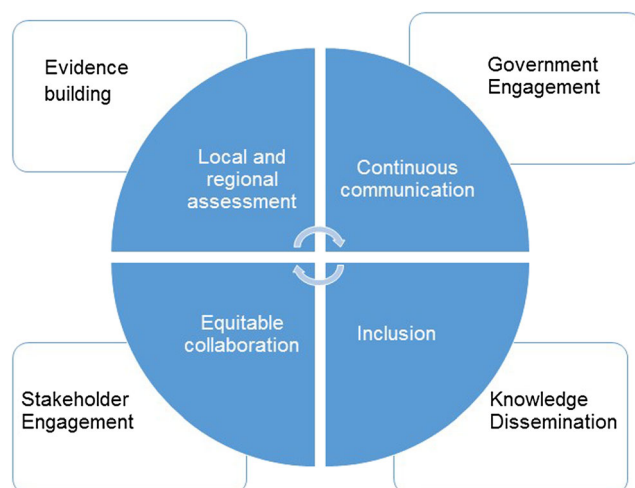 Evidence
building
Government
Engagement
Local and
regional
assessment
Continuous
communication
Equitable
collaboration
Inclusion
Stakeholder
Engagement
Knowledge
Dissemination